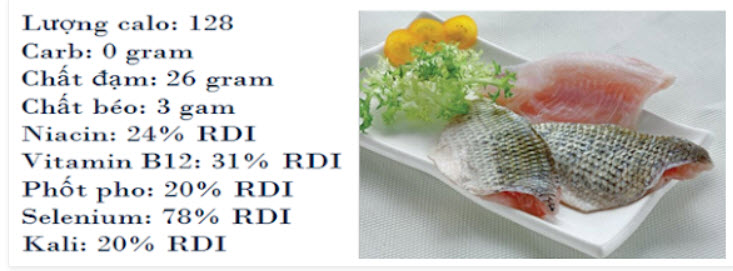 Lượng calo: 128
Carb: 0 gram
Chất đạm: 26 gram
Chất béo: 3 gam
Niacin: 24% RDI
Vitamin B12: 31% RDI
Phốt pho: 20% RDI
Selenium: 78% RDI
Kali: 20% RDI